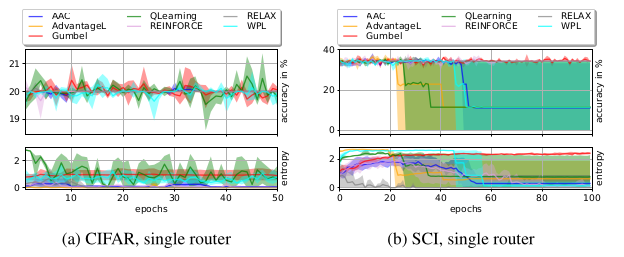 AAC QLearning RELAX
AdvantageL REINFORCE WPL
Gumbel
AAC QLearning RELAX
AdvantageL REINFORCE WPL
Gumbel
21
20
19
accuracy in %
2
0
entropy
10 20 30 40 50
epochs
40
20
0
accuracy in %
2
0
entropy
0 20 40 60 80 100
epochs
(a) CIFAR, single router
(b) SCI, single router